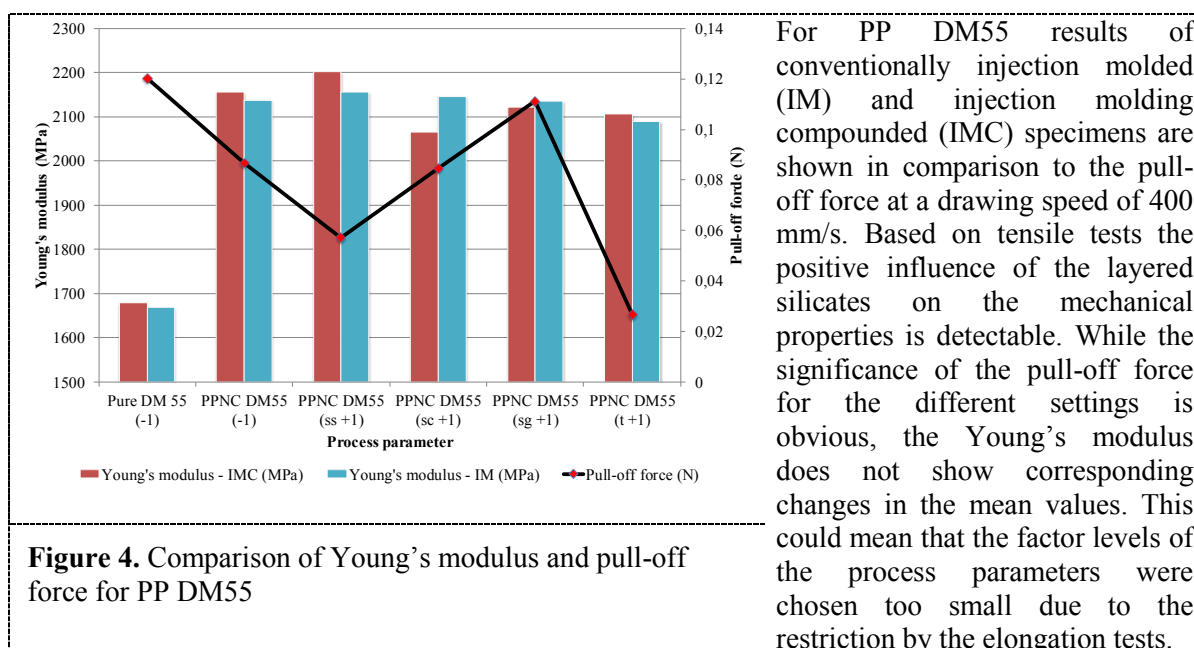 2300
2200
2100
2000
1900
1800
1700
1600
1500
Young's modulus (MPa)
0,14
0,12
0,1
0,08
0,06
0,04
0,02
0
Pull-off forde (N)
Pure DM 55 (-1)
PPNC DM55 (-1)
PPNC DM55 (ss +1)
PPNC DM55 (sc +1)
PPNC DM55 (sg +1)
PPNC DM55 (t +1)
Process parameter
Young's modulus - IMC (MPa)
Young's modulus - IM (MPa)
Pull-off force (N)
Figure 4. Comparison of Young's modulus and pull-off
force for PP DM55
For PP DM55 results of
conventionally injection molded
(IM) and injection molding
compounded (IMC) specimens are
shown in comparison to the pull-
off force at a drawing speed of 400
mm/s. Based on tensile tests the
positive influence of the layered
silicates on the mechanical
properties is detectable. While the
significance of the pull-off force
for the different settings is
obvious, the Young's modulus
does not show corresponding
changes in the mean values. This
could mean that the factor levels of
the process parameters were
chosen too small due to the
restriction by the elongation tests.